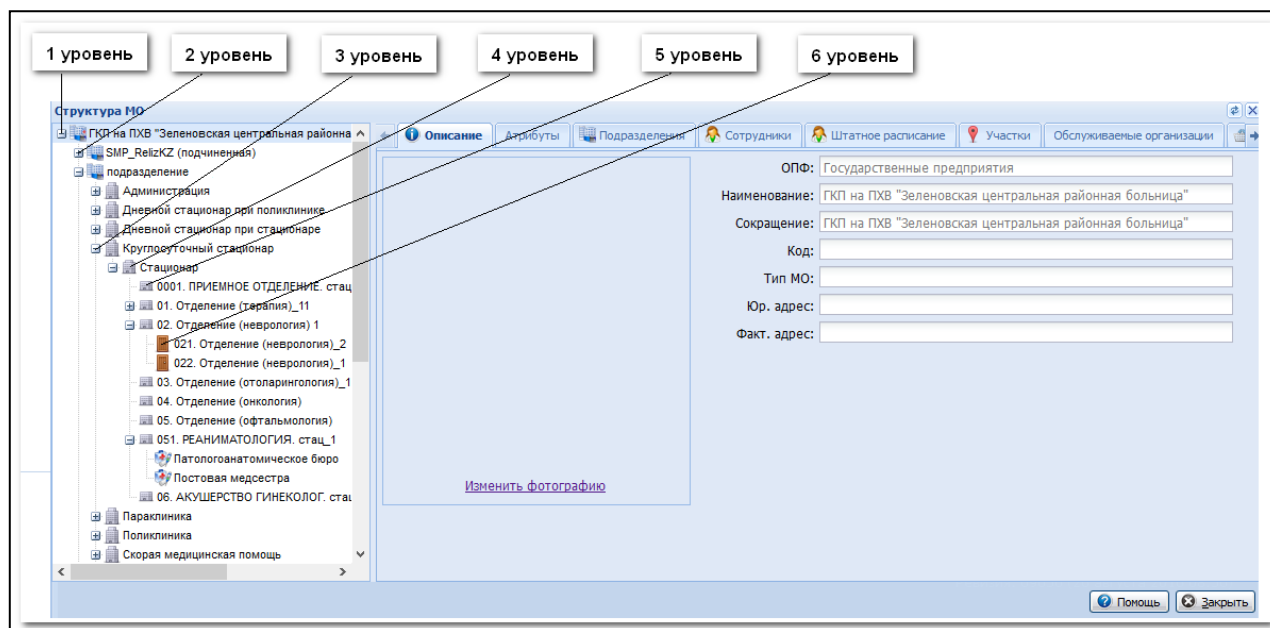 1 уровень
2 уровень
3 уровень
4 уровень
5 уровень
6 уровень
Структура МО
ГКП на ПХВ "Зеленовская центральная районна
SMP_RelizKZ (подчиненная)
подразделение
Администрация
Дневной стационар при поликлинике
Дневной стационар при стационаре
Круглосуточный стационар
Стационар
0001. ПРИЕМНОЕ ОТДЕЛЕНИЕ. стац
01. Отделение (терапия)_11
02. Отделение (неврология) 1
021. Отделение (неврология)_2
022. Отделение (неврология)_1
03. Отделение (отоларингология)_1
04. Отделение (онкология)
05. Отделение (офтальмология)
051. РЕАНИМАТОЛОГИЯ. стац_1
Патологоанатомическое бюро
Постовая медсестра
06. АКУШЕРСТВО ГИНЕКОЛОГ. стац
Параклиника
Поликлиника
Скорая медицинская помощь
Описание
Атрибуты
Подразделения
Сотрудники
Штатное расписание
Участки
Обслуживаемые организации
Изменить фотографию
ОПФ: Государственные предприятия
Наименование: ГКП на ПХВ "Зеленовская центральная районная больница"
Сокращение: ГКП на ПХВ "Зеленовская центральная районная больница"
Код:
Тип МО:
Юр. адрес:
Факт. адрес:
Помощь
Закрыть